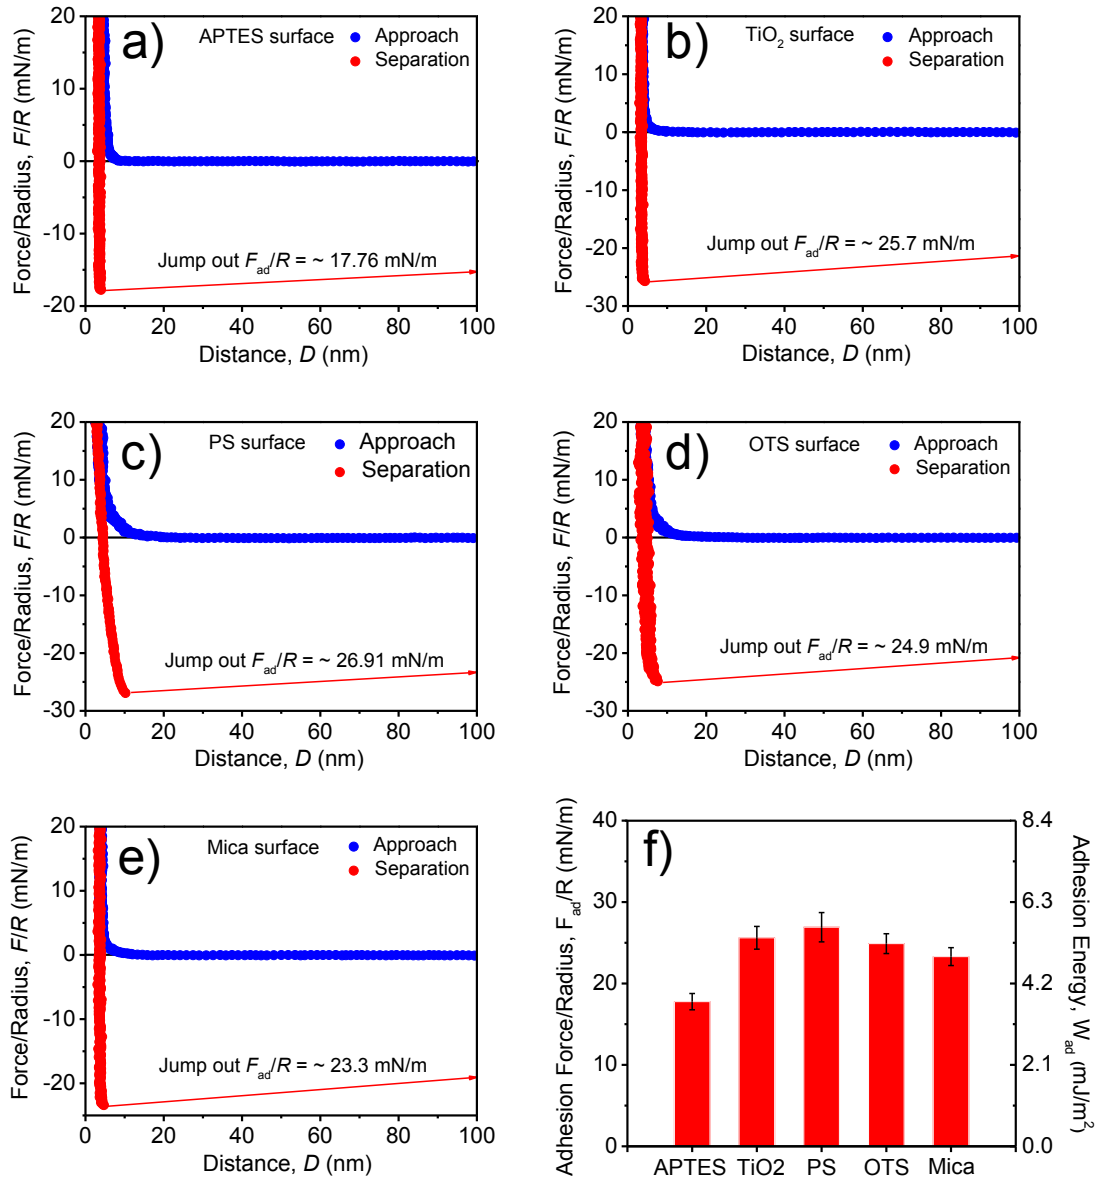 a)
APTES surface
Approach
Separation
Force/Radius, F/R (mN/m)
20
10
0
-10
-20
Jump out Fad/R = ~ 17.76 mN/m
0 20 40 60 80 100
Distance, D (nm)
b)
TiO2 surface
Approach
Separation
Force/Radius, F/R (mN/m)
20
10
0
-10
-20
-30
Jump out Fad/R = ~ 25.7 mN/m
0 20 40 60 80 100
Distance, D (nm)
c)
PS surface
Approach
Separation
Force/Radius, F/R (mN/m)
20
10
0
-10
-20
-30
Jump out Fad/R = ~ 26.91 mN/m
0 20 40 60 80 100
Distance, D (nm)
d)
OTS surface
Approach
Separation
Force/Radius, F/R (mN/m)
20
10
0
-10
-20
-30
Jump out Fad/R = ~ 24.9 mN/m
0 20 40 60 80 100
Distance, D (nm)
e)
Mica surface
Approach
Separation
Force/Radius, F/R (mN/m)
20
10
0
-10
-20
Jump out Fad/R = ~ 23.3 mN/m
0 20 40 60 80 100
Distance, D (nm)
f)
Adhesion Force/Radius, Fad/R (mN/m)
40
30
20
10
0
8.4
6.3
4.2
2.1
0.0
Adhesion Energy, Wad (mJ/m2)
APTES TiO2 PS OTS Mica